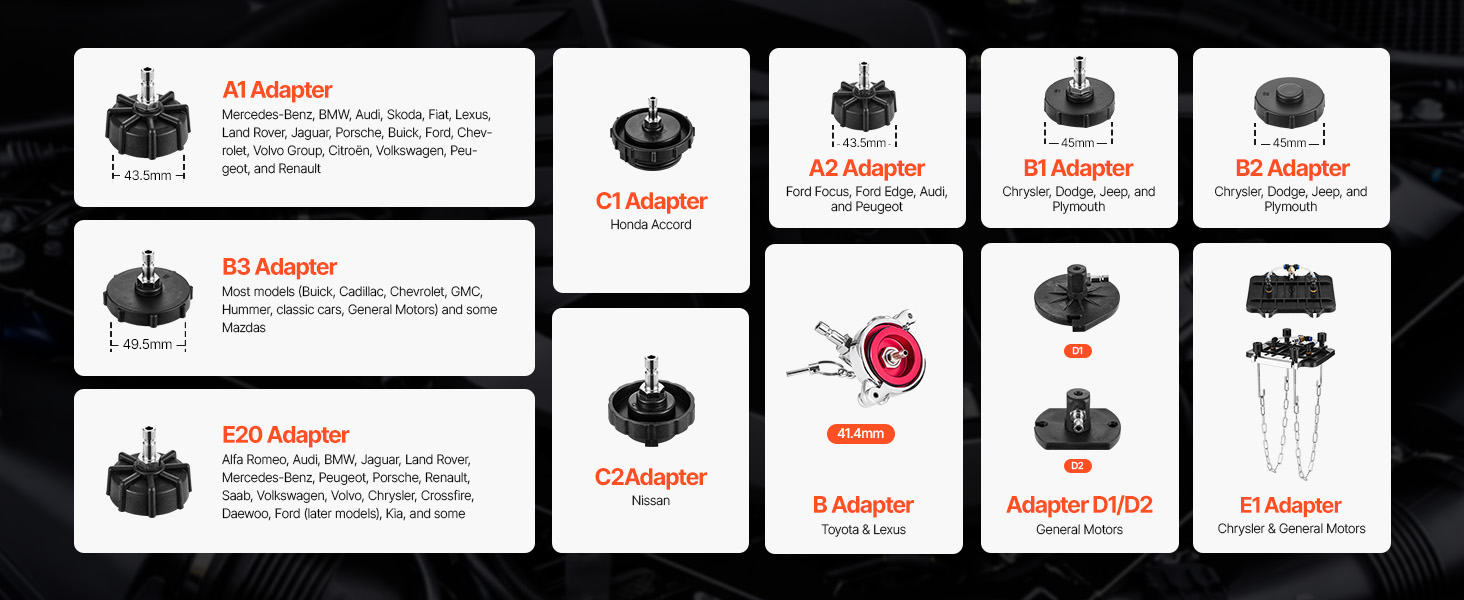 A1 Adapter
Mercedes-Benz, BMW, Audi, Skoda, Fiat, Lexus,
Land Rover, Jaguar, Porsche, Buick, Ford, Chev-
rolet, Volvo Group, Citroën, Volkswagen, Peu-
geot, and Renault
43.5mm
B3 Adapter
Most models (Buick, Cadillac, Chevrolet, GMC,
Hummer, classic cars, General Motors) and some
Mazdas
49.5mm
E20 Adapter
Alfa Romeo, Audi, BMW, Jaguar, Land Rover,
Mercedes-Benz, Peugeot, Porsche, Renault,
Saab, Volkswagen, Volvo, Chrysler, Crossfire,
Daewoo, Ford (later models), Kia, and some
C1 Adapter
Honda Accord
C2Adapter
Nissan
43.5mm
A2 Adapter
Ford Focus, Ford Edge, Audi,
and Peugeot
45mm
B1 Adapter
Chrysler, Dodge, Jeep, and
Plymouth
45mm
B2 Adapter
Chrysler, Dodge, Jeep, and
Plymouth
41.4mm
B Adapter
Toyota & Lexus
D1
D2
Adapter D1/D2
General Motors
E1 Adapter
Chrysler & General Motors